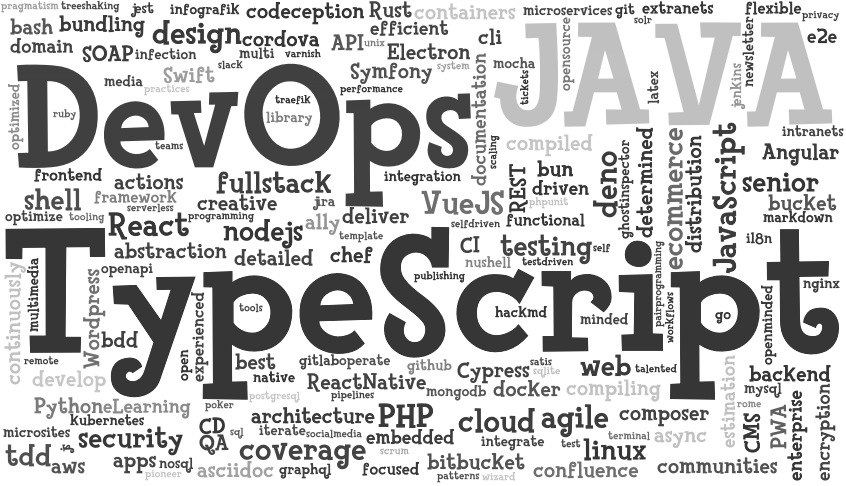 pragmatism treeshaking jest infografik codeception Rust containers microservices git extranets flexible privacy
bash bundling design cordova API unix efficient cli solr newsletter e2e
domain SOAP infection multi varnish Electron mocha opensource
media Swift slack Symfony system documentation tickets latex jenkins
optimized practices performance JAVA
DevOps
ruby traefik library
teams scaling compiled intranets
frontend actions fullstack integration REST bun deno ghostinspector determined ecommerce distribution JavaScript Angular
shell framework creative jira VueJS driven phpunit senior bucket
optimize tooling serverless programming ally deliver selfdriven functional markdown
React nodejs template
abstraction detailed chef CI testing self il8n
openapi publishing nushell testdriven pairprogramming
continuously multimedia Wordpress TypeScript nginx
experienced tools hackmd minded workflows go openminded
bdd open
remote best gitlaboperate github Cypress satis sqlite web talented backend
develop native ReactNative mongodb docker compiling estimation mysql
postgresql pipelines rome
PythoneLearning poker architecture PHP cloud agile composer CMS PWA enterprise encryption
Kubernetes CD
microsites security QA sql iterate socialmedia embedded integrate test terminal async
tdd coverage scrum linux
aws apps nosql asciidoc graphql focused bitbucket confluence communities
pioneer patterns wizard